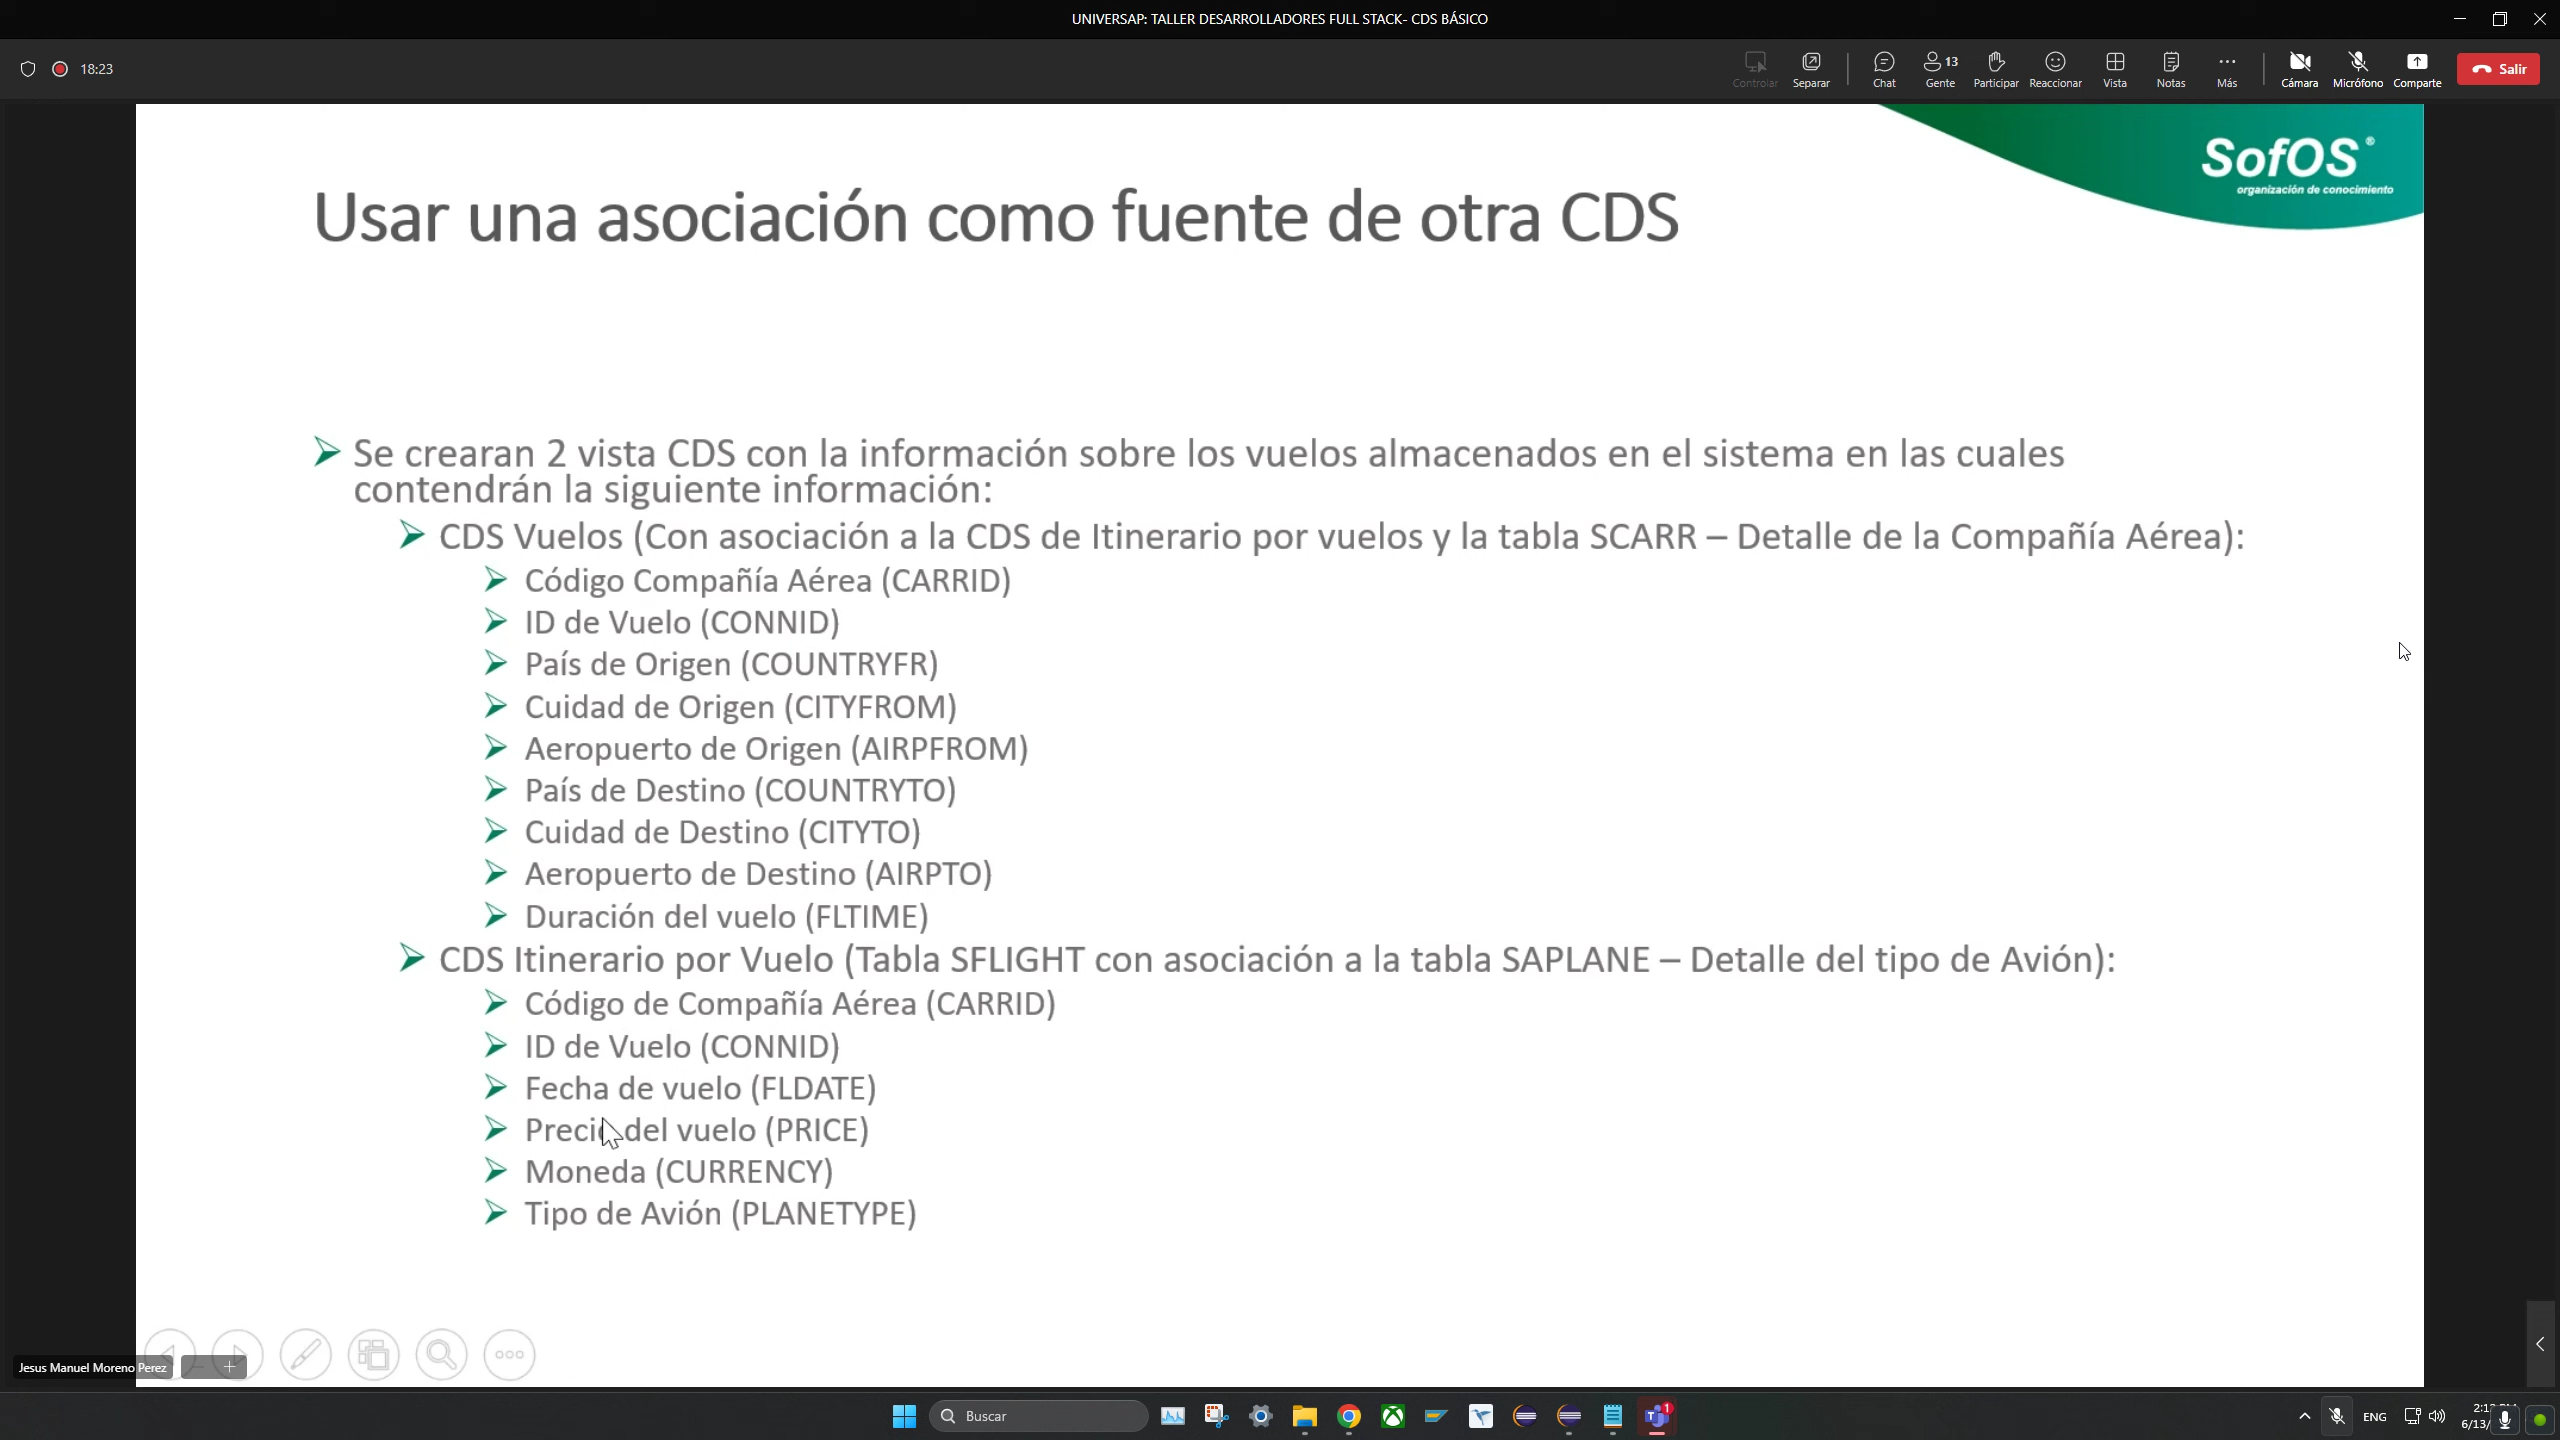 UNIVERSAP: TALLER DESARROLLADORES FULL STACK- CDS BÁSICO
18:23
Controlar
Separar
Chat
13
Gente
Participar
Reaccionar
Vista
Notas
Más
Cámara
Micrófono
Comparte
Salir
SofOS®
organización de conocimiento
Usar una asociación como fuente de otra CDS
Se crearan 2 vista CDS con la información sobre los vuelos almacenados en el sistema en las cuales
contendrán la siguiente información:
CDS Vuelos (Con asociación a la CDS de Itinerario por vuelos y la tabla SCARR – Detalle de la Compañía Aérea):
Código Compañía Aérea (CARRID)
ID de Vuelo (CONNID)
País de Origen (COUNTRYFR)
Cuidad de Origen (CITYFROM)
Aeropuerto de Origen (AIRPFROM)
País de Destino (COUNTRYTO)
Cuidad de Destino (CITYTO)
Aeropuerto de Destino (AIRPTO)
Duración del vuelo (FLTIME)
CDS Itinerario por Vuelo (Tabla SFLIGHT con asociación a la tabla SAPLANE – Detalle del tipo de Avión):
Código de Compañía Aérea (CARRID)
ID de Vuelo (CONNID)
Fecha de vuelo (FLDATE)
Precio del vuelo (PRICE)
Moneda (CURRENCY)
Tipo de Avión (PLANETYPE)
Jesus Manuel Moreno Perez
Buscar
1
ENG
6/13/